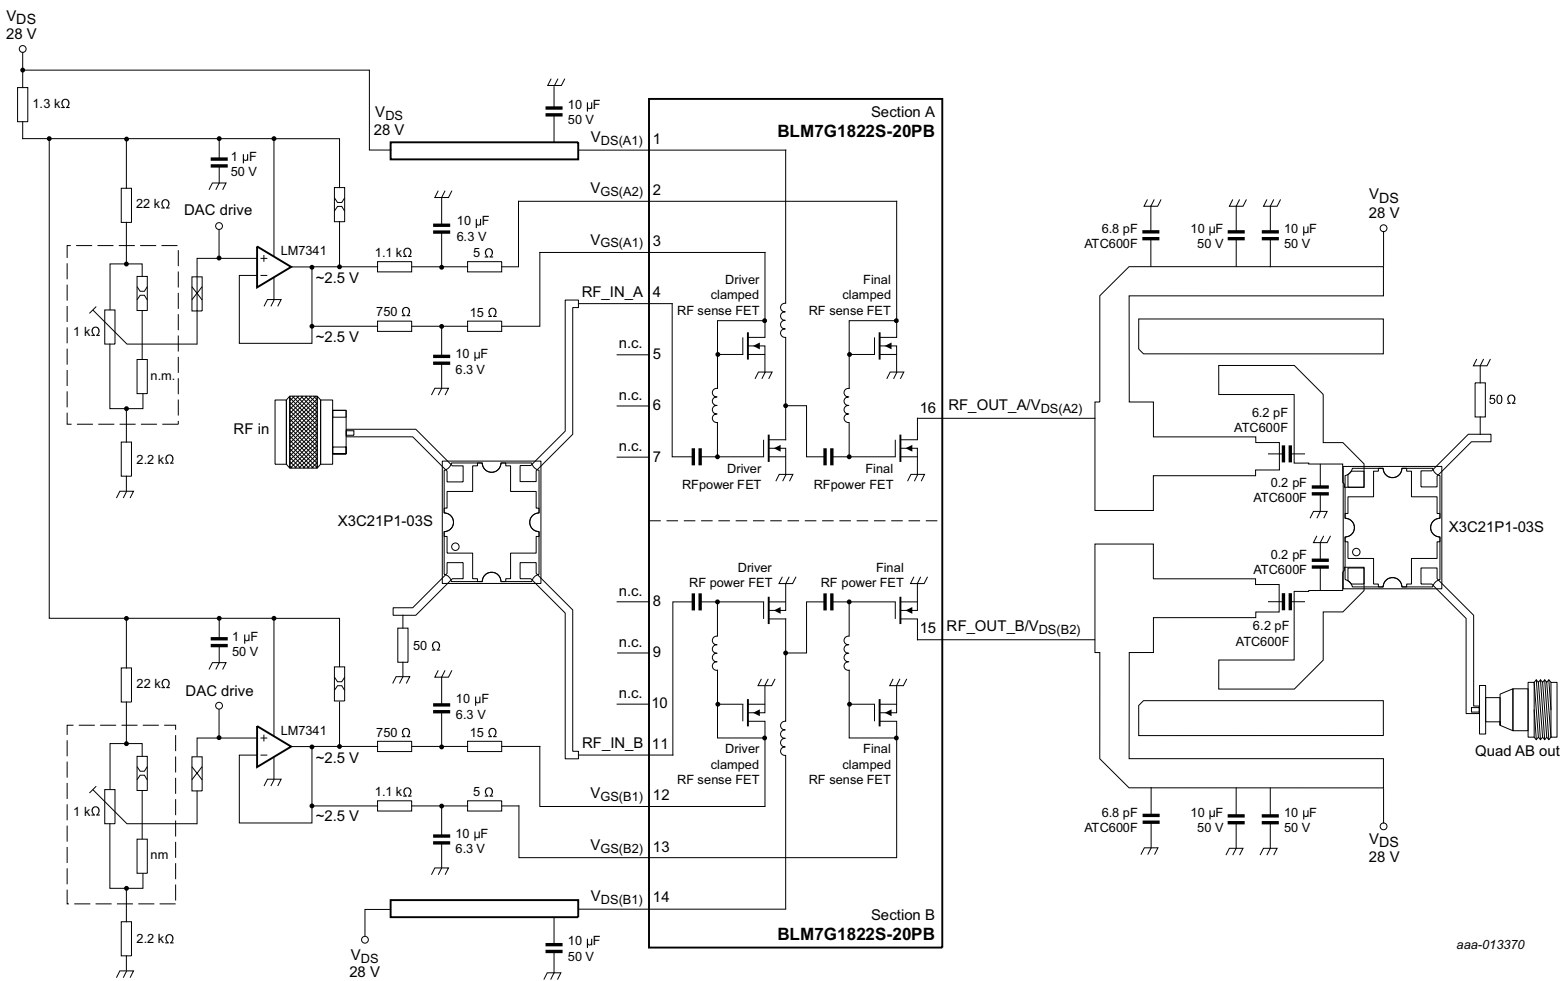 VDS
28 V
1.3 kΩ
VDS
28 V
10 µF
50 V
1 µF
50 V
22 kΩ
DAC drive
LM7341
~2.5 V
~2.5 V
1 kΩ
n.m.
2.2 kΩ
1.1 kΩ
10 µF
6.3 V
5 Ω
750 Ω
15 Ω
10 µF
6.3 V
RF in
X3C21P1-03S
50 Ω
Section A
BLM7G1822S-20PB
VDS(A1)
1
VGS(A2)
2
VGS(A1)
3
RF_IN_A
4
n.c.
5
n.c.
6
n.c.
7
Driver
clamped
RF sense FET
Final
clamped
RF sense FET
Driver
RFpower FET
Final
RFpower FET
16
RF_OUT_A/VDS(A2)
Driver
RF power FET
Final
RF power FET
n.c.
8
n.c.
9
n.c.
10
RF_IN_B
11
VGS(B1)
12
VGS(B2)
13
VDS(B1)
14
15
RF_OUT_B/VDS(B2)
Driver
clamped
RF sense FET
Final
clamped
RF sense FET
Section B
BLM7G1822S-20PB
1 µF
50 V
22 kΩ
DAC drive
LM7341
~2.5 V
~2.5 V
1 kΩ
nm
2.2 kΩ
750 Ω
10 µF
6.3 V
15 Ω
1.1 kΩ
5 Ω
10 µF
6.3 V
VDS
28 V
10 µF
50 V
6.8 pF
ATC600F
10 µF
50 V
10 µF
50 V
VDS
28 V
6.2 pF
ATC600F
0.2 pF
ATC600F
50 Ω
X3C21P1-03S
0.2 pF
ATC600F
6.2 pF
ATC600F
Quad AB out
6.8 pF
ATC600F
10 µF
50 V
10 µF
50 V
VDS
28 V
aaa-013370